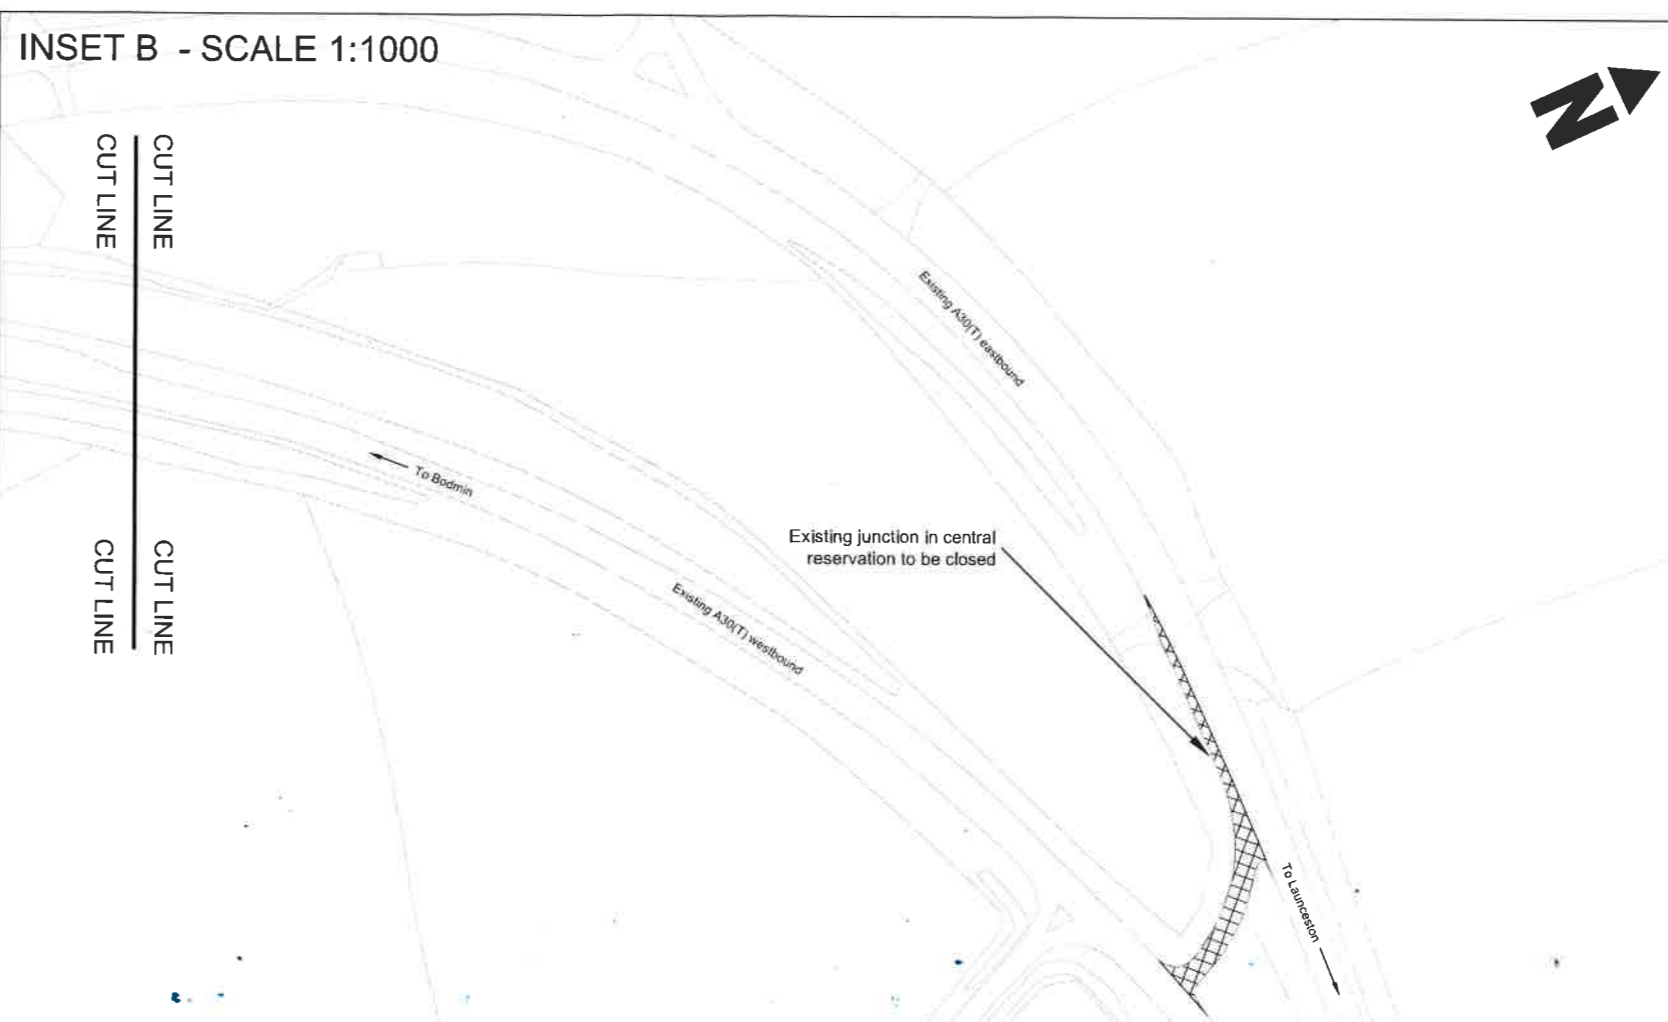 INSET B - SCALE 1:1000
N
CUT LINE
CUT LINE
Existing A30(T) eastbound
To Bodmin
Existing junction in central
reservation to be closed
CUT LINE
CUT LINE
Existing A30(T) westbound
To Launceston